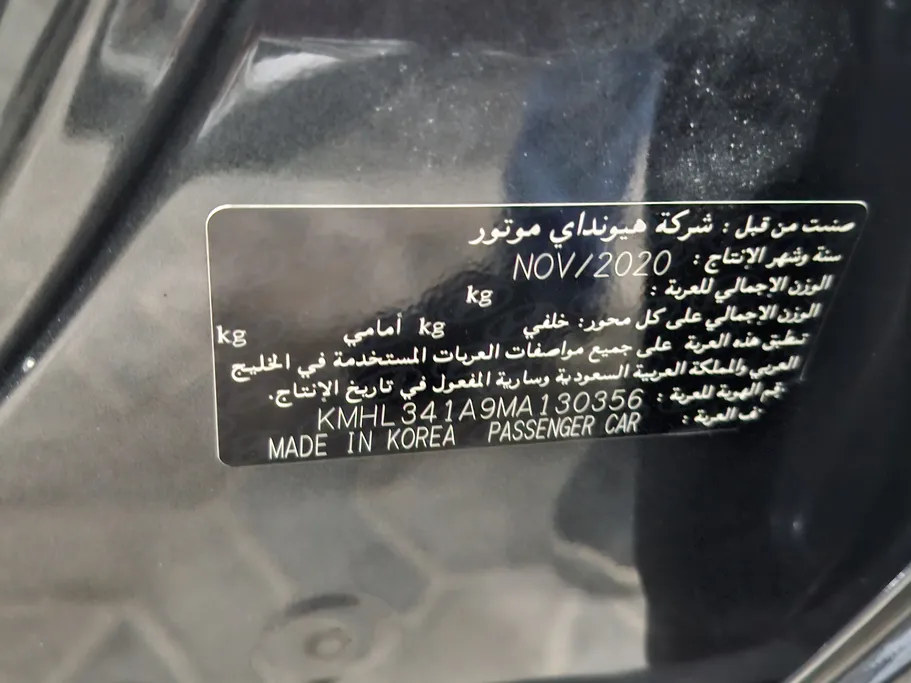 صنعت من قبل : شركة هيونداي موتور
سنة وشهر الإنتاج : NOV/2020
الوزن الإجمالي للعربة : kg
الوزن الإجمالي على كل محور: خلفي kg أمامي kg
تطبق هذه العربة على جميع مواصفات العربات المستخدمة في الخليج
العربي والمملكة العربية السعودية وسارية المفعول في تاريخ الإنتاج.
رقم الهوية للعربة : KMHL341A9MA130356
العربة : MADE IN KOREA PASSENGER CAR